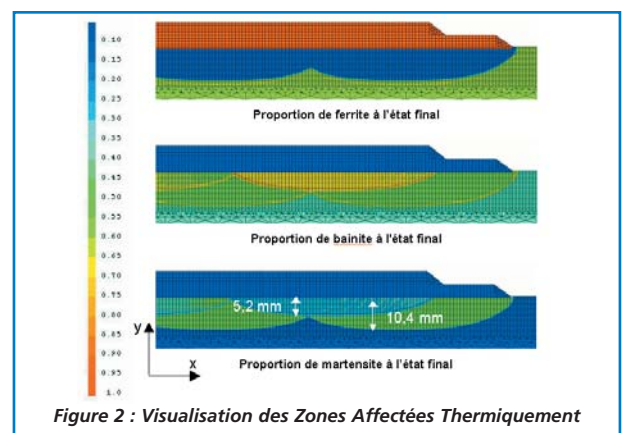 0.10
0.15
0.20
0.25
0.30
0.35
0.40
0.45
0.50
0.55
0.60
0.65
0.70
0.75
0.80
0.85
0.90
0.95
1.0
Proportion de ferrite à l'état final
Proportion de bainite à l'état final
5,2 mm
10,4 mm
y
x
Proportion de martensite à l'état final
Figure 2 : Visualisation des Zones Affectées Thermiquement